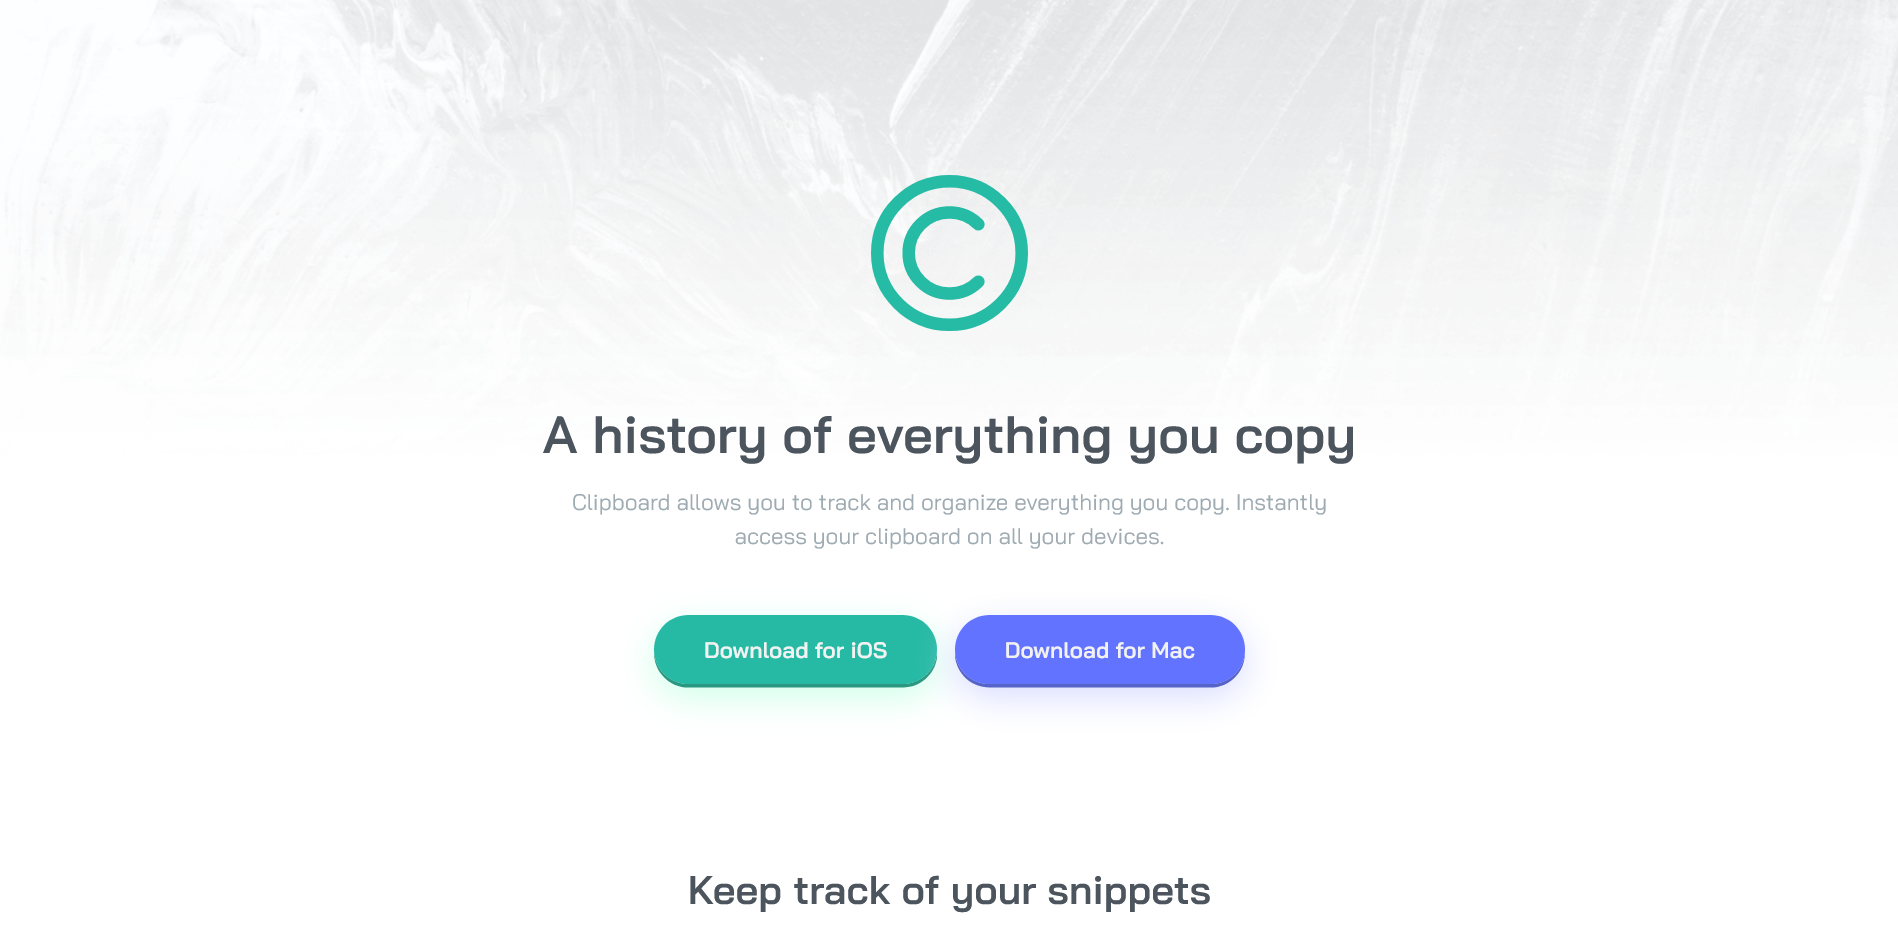 A history of everything you copy
Clipboard allows you to track and organize everything you copy. Instantly
access your clipboard on all your devices.
Download for iOS
Download for Mac
Keep track of your snippets